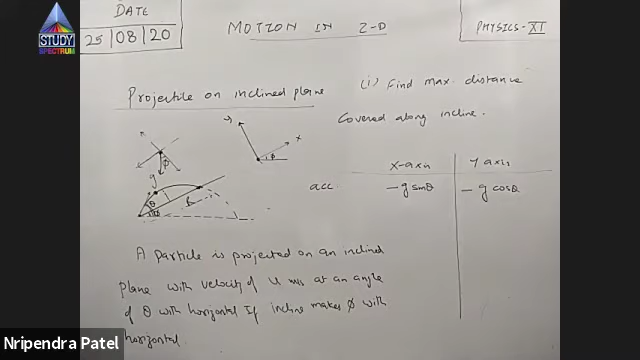 STUDY
SPECTRUM
DATE
25/08/20
MOTION IN 2-D
PHYSICS-XI
Projectile on inclined plane
(i) Find max. distance
covered along incline.
y
x
ϕ
ϕ
g
θ
R
x-axis
y axis
acc
-g sinθ
- g cosθ
A particle is projected on an inclined
plane with velocity of u m/s at an angle
of θ with horizontal If incline makes ϕ with
horizontal.
Nripendra Patel